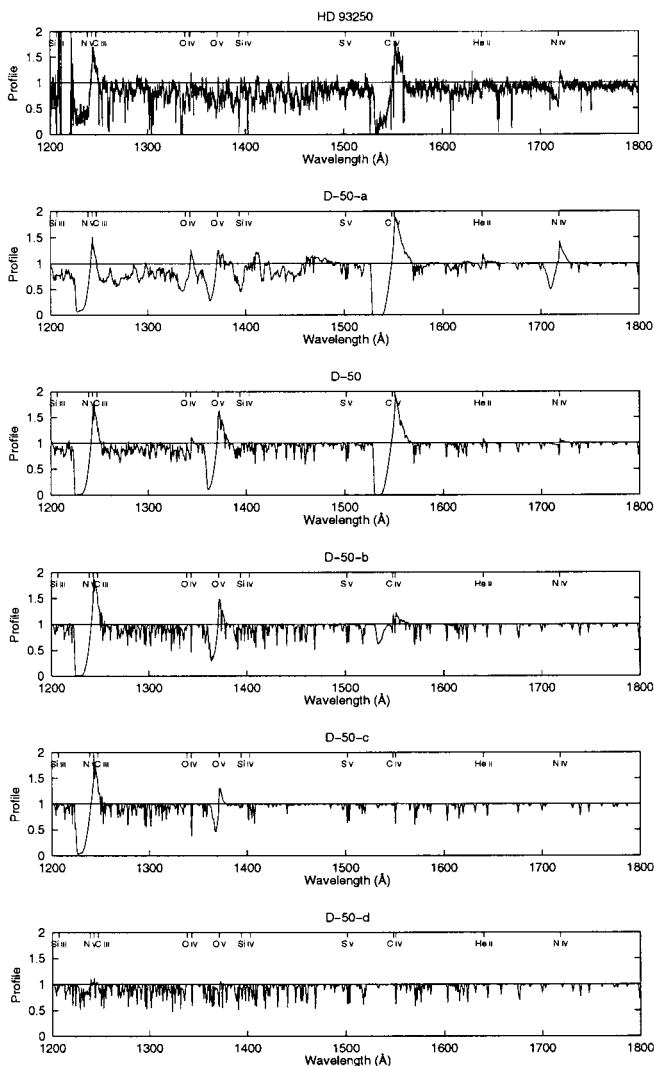 HD 93250
Si III N V C III O IV O V Si IV S V C IV He II N IV
2
1.5
1
0.5
0
Profile
1200 1300 1400 1500 1600 1700 1800
Wavelength (Å)
D-50-a
Si III N V C III O IV O V Si IV S V C IV He II N IV
2
1.5
1
0.5
0
Profile
1200 1300 1400 1500 1600 1700 1800
Wavelength (Å)
D-50
Si III N V C III O IV O V Si IV S V C IV He II N IV
2
1.5
1
0.5
0
Profile
1200 1300 1400 1500 1600 1700 1800
Wavelength (Å)
D-50-b
Si III N V C III O IV O V Si IV S V C IV He II N IV
2
1.5
1
0.5
0
Profile
1200 1300 1400 1500 1600 1700 1800
Wavelength (Å)
D-50-c
Si III N V C III O IV O V Si IV S V C IV He II N IV
2
1.5
1
0.5
0
Profile
1200 1300 1400 1500 1600 1700 1800
Wavelength (Å)
D-50-d
Si III N V C III O IV O V Si IV S V C IV He II N IV
2
1.5
1
0.5
0
Profile
1200 1300 1400 1500 1600 1700 1800
Wavelength (Å)